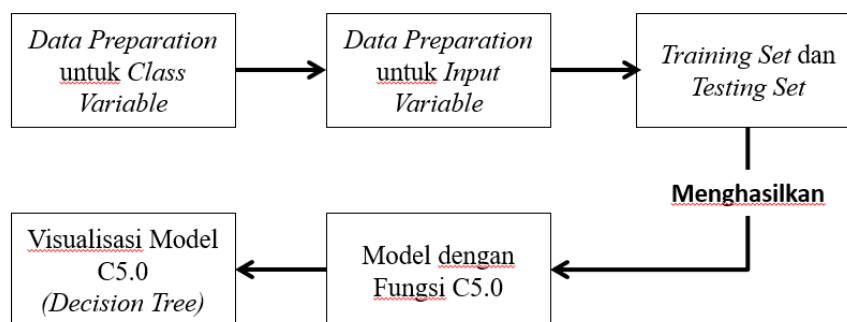 Data Preparation
untuk Class
Variable
Data Preparation
untuk Input
Variable
Training Set dan
Testing Set
Menghasilkan
Model dengan
Fungsi C5.0
Visualisasi Model
C5.0
(Decision Tree)